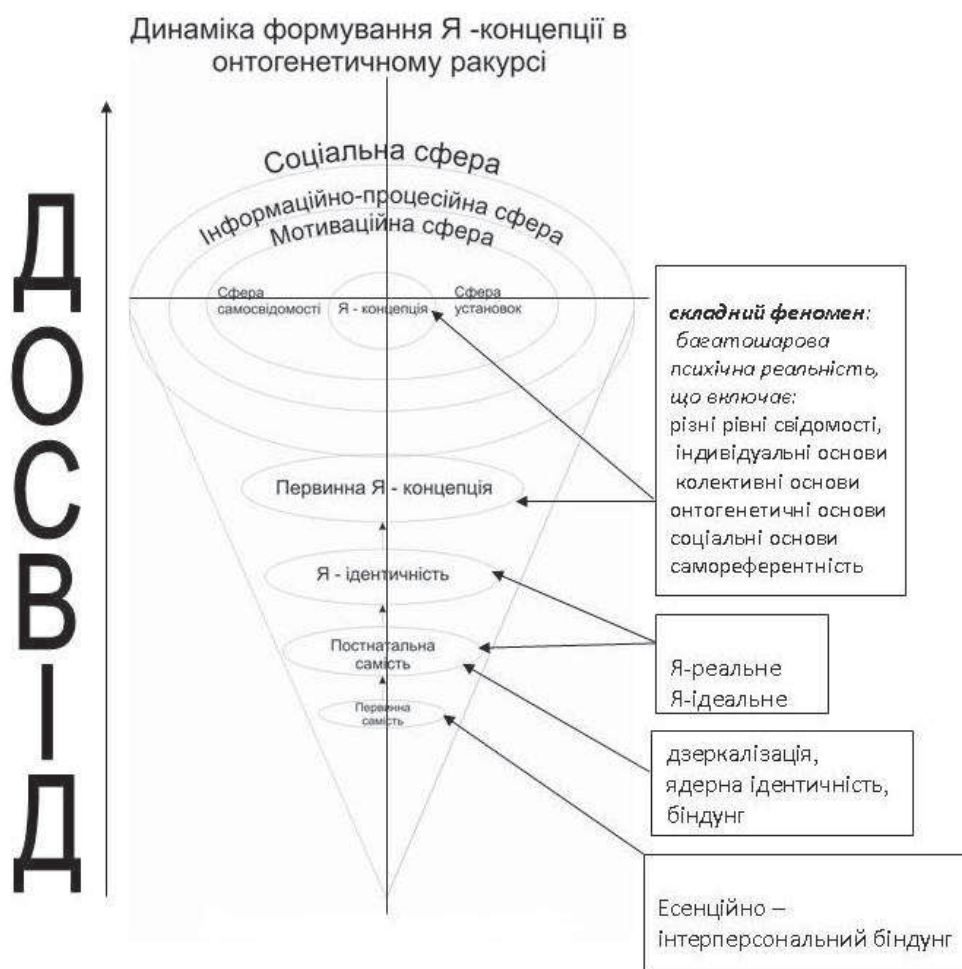 Динаміка формування Я -концепції в
онтогенетичному ракурсі
ДОСВІД
Соціальна сфера
Інформаційно-процесійна сфера
Мотиваційна сфера
Сфера
самосвідомості
Я - концепція
Сфера
установок
складний феномен:
багатошарова
психічна реальність,
що включає:
різні рівні свідомості,
індивідуальні основи
колективні основи
онтогенетичні основи
соціальні основи
самореферентність
Первинна Я - концепція
Я - ідентичність
Постнатальна
самість
Первинна
самість
Я-реальне
Я-ідеальне
дзеркалізація,
ядерна ідентичність,
біндунг
Есенційно –
інтерперсональний біндунг